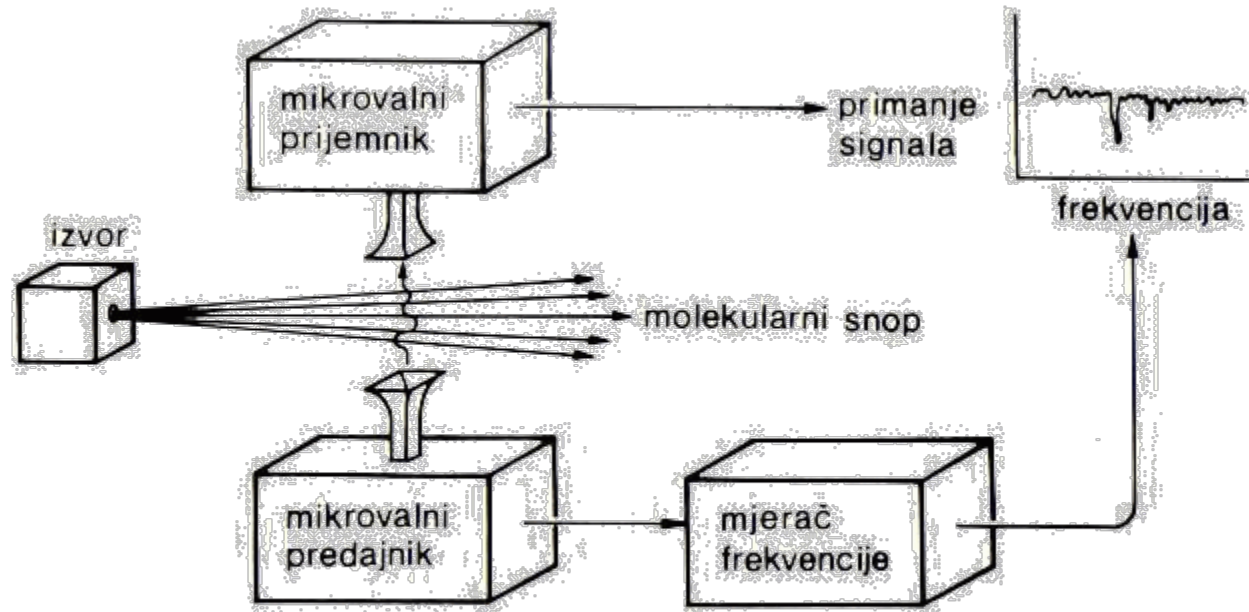 mikrovalni
prijemnik
primanje
signala
frekvencija
izvor
molekularni snop
mikrovalni
predajnik
mjerač
frekvencije